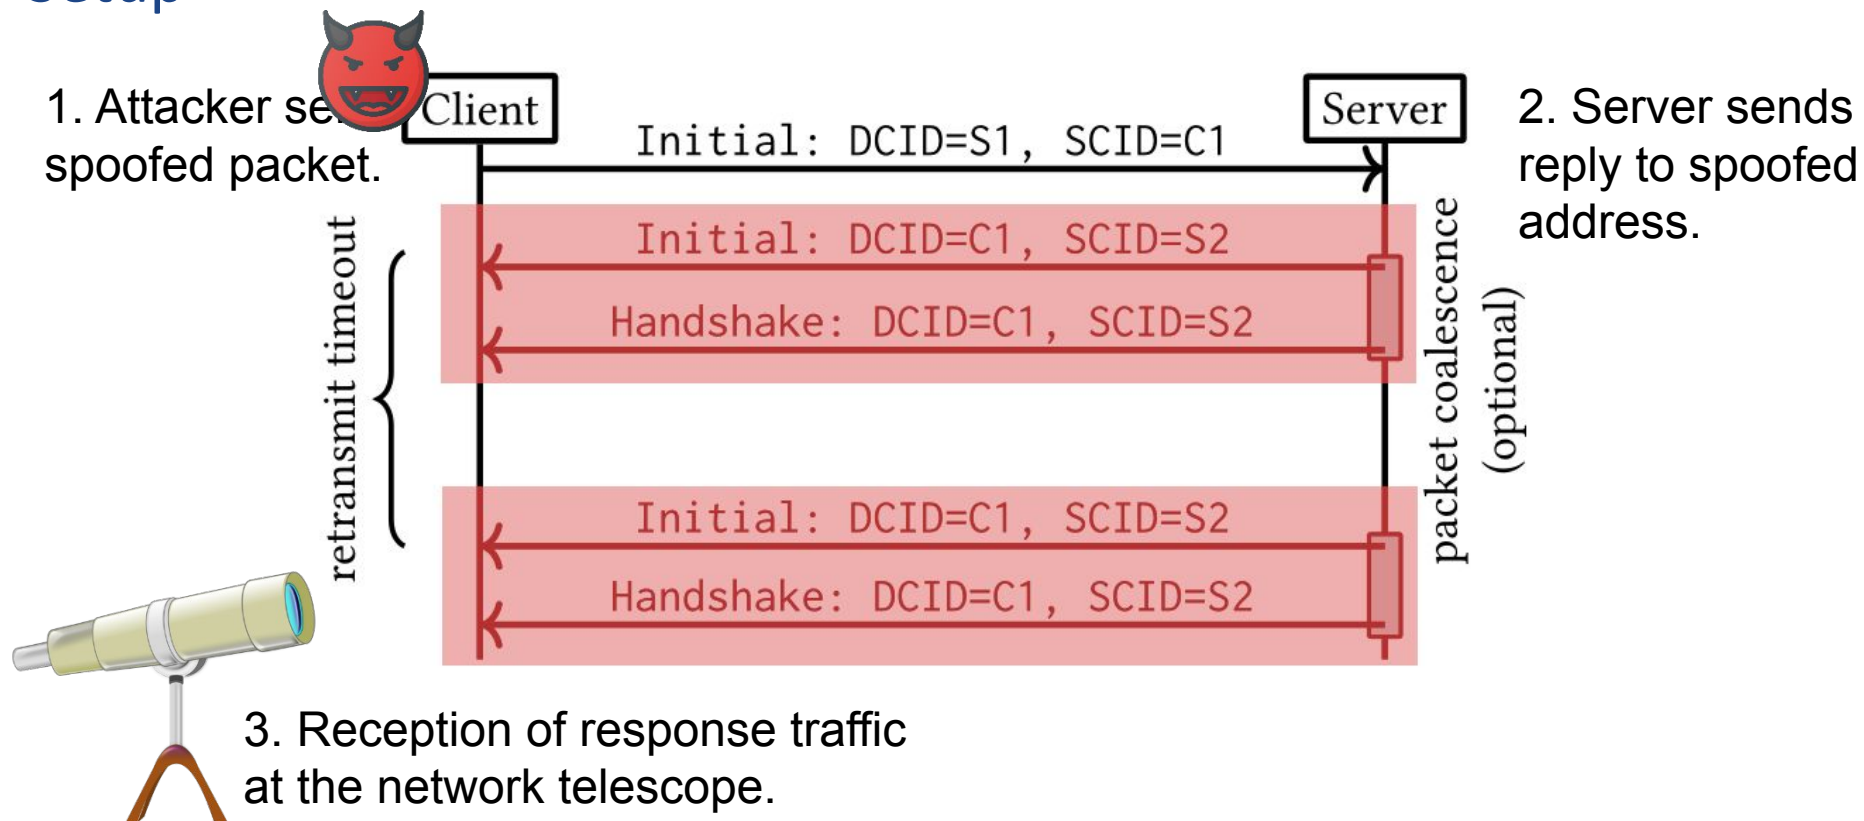 1. Attacker
spoofed packet.
Client
Server
2. Server sends
reply to spoofed
address.
Initial: DCID=S1, SCID=C1
Initial: DCID=C1, SCID=S2
Handshake: DCID=C1, SCID=S2
retransmit timeout
packet coalescence
(optional)
Initial: DCID=C1, SCID=S2
Handshake: DCID=C1, SCID=S2
3. Reception of response traffic
at the network telescope.